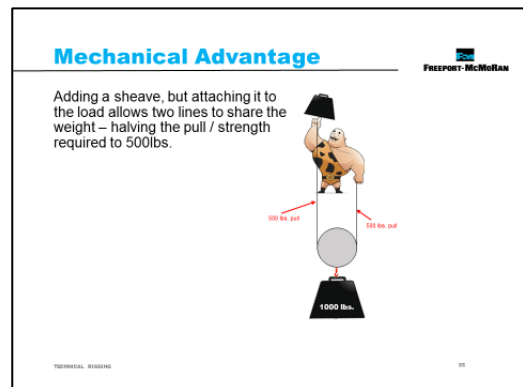 Mechanical Advantage
FCX
FREEPORT-MCMORAN
Adding a sheave, but attaching it to
the load allows two lines to share the
weight – halving the pull / strength
required to 500lbs.
500 lbs. pull
500 lbs. pull
1000 lbs.
TECHNICAL RIGGING